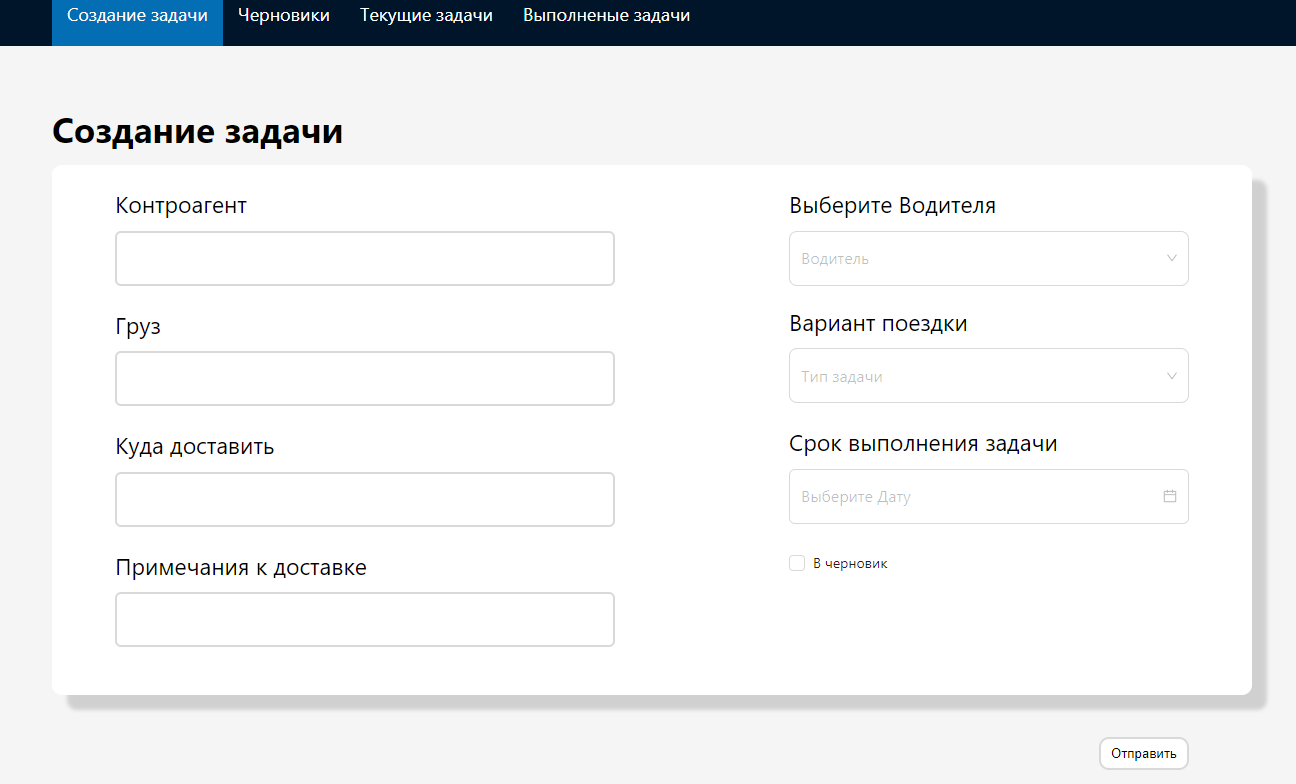 Создание задачи Черновики Текущие задачи Выполненые задачи
Создание задачи
Контроагент
Груз
Куда доставить
Примечания к доставке
Выберите Водителя
Водитель
Вариант поездки
Тип задачи
Срок выполнения задачи
Выберите Дату
В черновик
Отправить